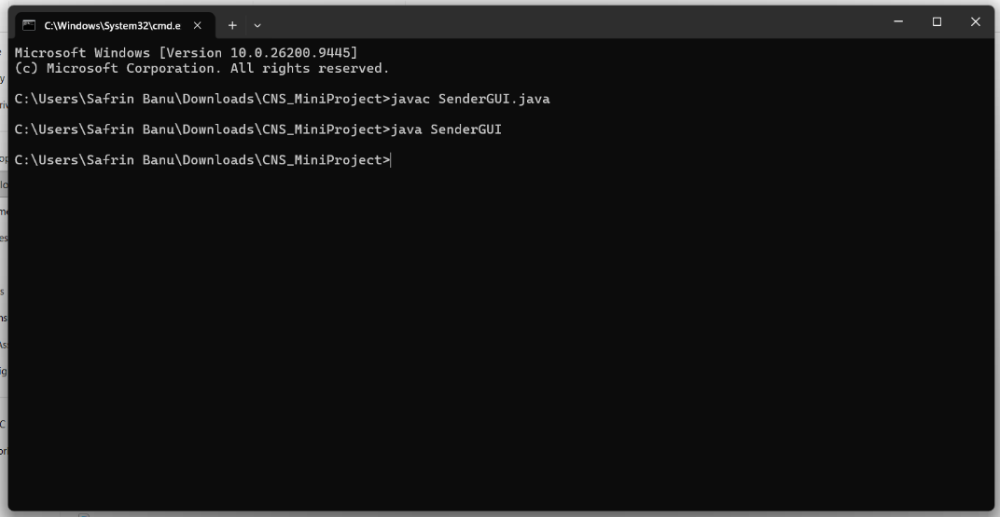 C:\Windows\System32\cmd.e
Microsoft Windows [Version 10.0.26200.9445]
(c) Microsoft Corporation. All rights reserved.
C:\Users\Safrin Banu\Downloads\CNS_MiniProject>javac SenderGUI.java
C:\Users\Safrin Banu\Downloads\CNS_MiniProject>java SenderGUI
C:\Users\Safrin Banu\Downloads\CNS_MiniProject>